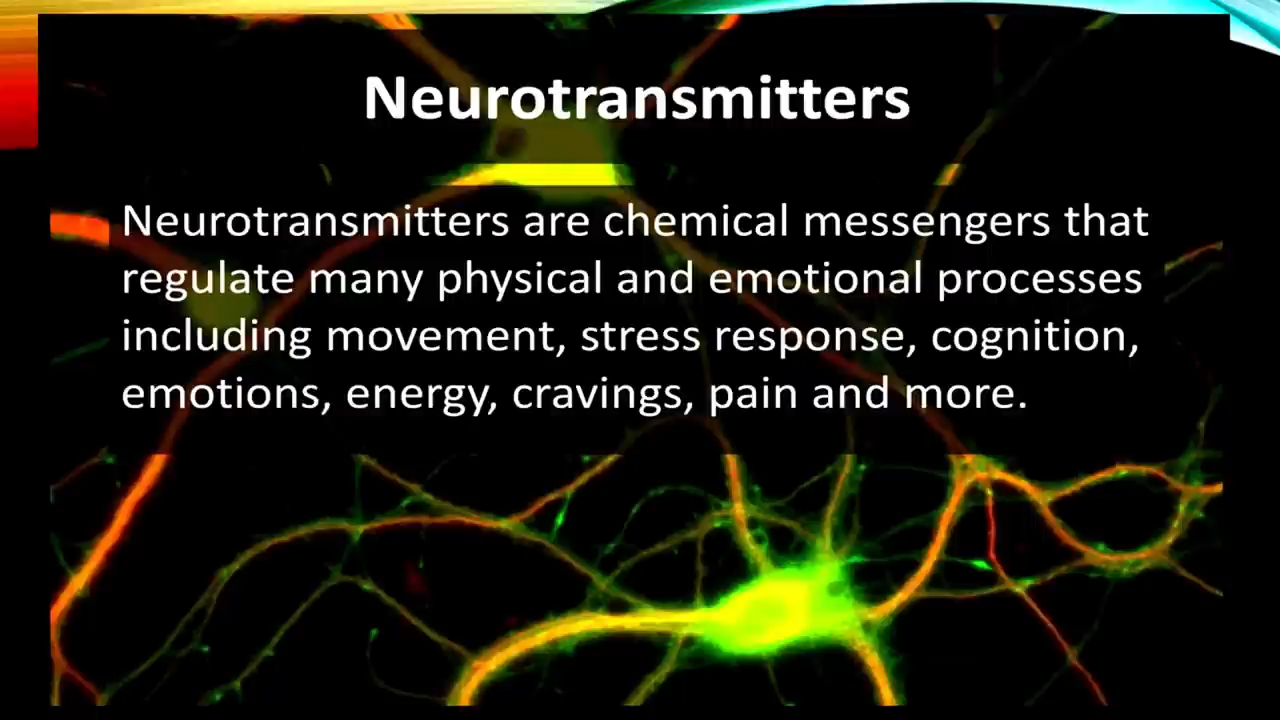 Neurotransmitters
Neurotransmitters are chemical messengers that
regulate many physical and emotional processes
including movement, stress response, cognition,
emotions, energy, cravings, pain and more.